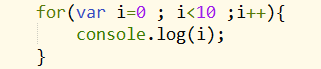 for(var i=0 ; i<10 ;i++){
    console.log(i);
}